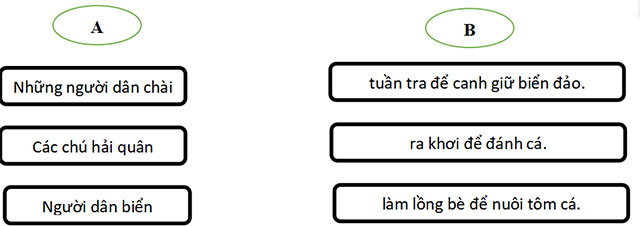 A
B
Những người dân chài
tuần tra để canh giữ biển đảo.
Các chú hải quân
ra khơi để đánh cá.
Người dân biển
làm lồng bè để nuôi tôm cá.